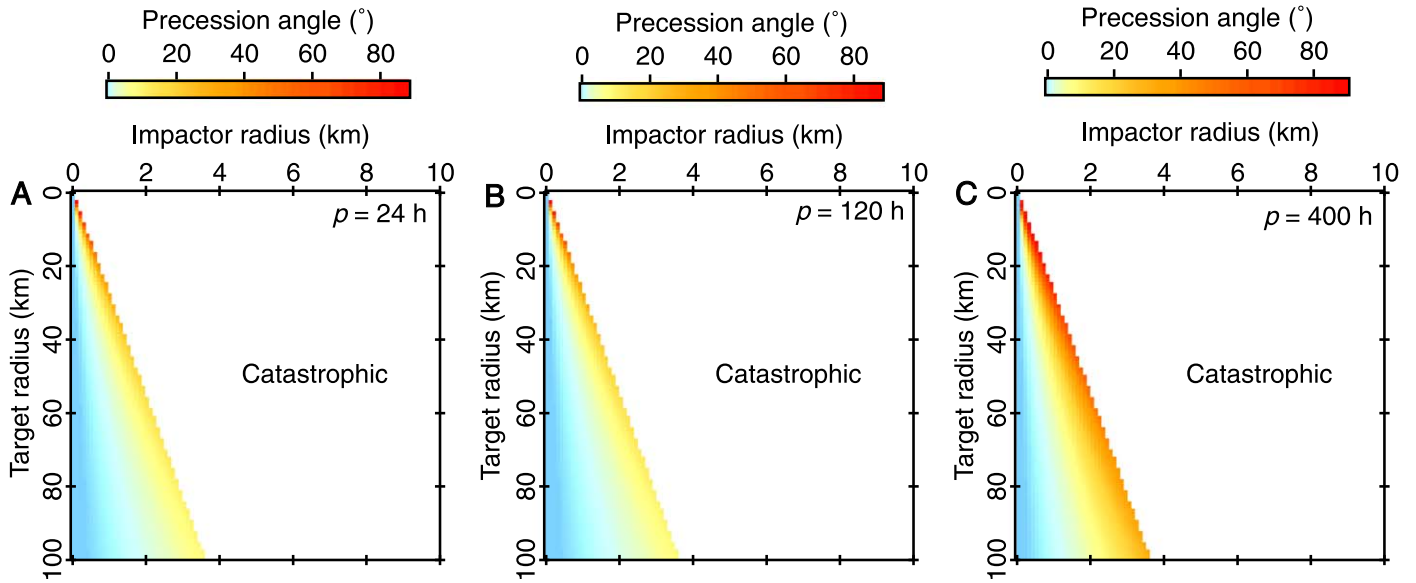 Precession angle (°)
0 20 40 60 80
Impactor radius (km)
0 2 4 6 8 10
A
p = 24 h
Target radius (km)
0 20 40 60 80 100
Catastrophic
Precession angle (°)
0 20 40 60 80
Impactor radius (km)
0 2 4 6 8 10
B
p = 120 h
Target radius (km)
0 20 40 60 80 100
Catastrophic
Precession angle (°)
0 20 40 60 80
Impactor radius (km)
0 2 4 6 8 10
C
p = 400 h
Target radius (km)
0 20 40 60 80 100
Catastrophic